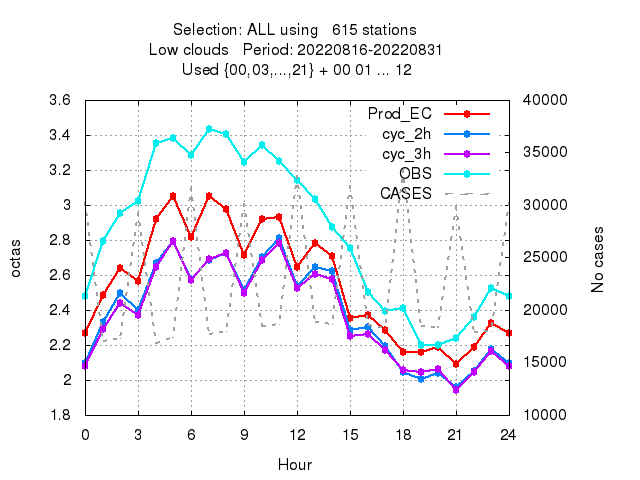 Selection: ALL using   615 stations
Low clouds   Period: 20220816-20220831
Used {00,03,...,21} + 00 01 ... 12
octas
No cases
Hour
3.6
3.4
3.2
3
2.8
2.6
2.4
2.2
2
1.8
40000
35000
30000
25000
20000
15000
10000
0 3 6 9 12 15 18 21 24
Prod_EC
cyc_2h
cyc_3h
OBS
CASES